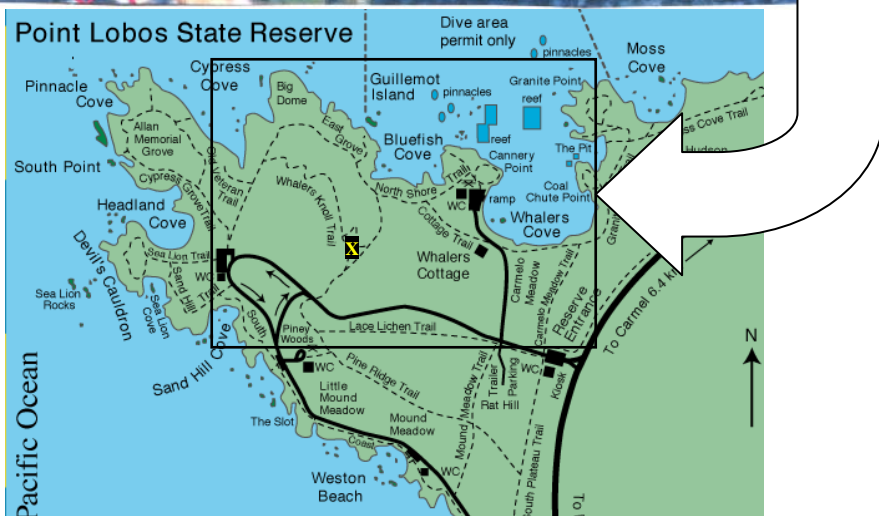 Point Lobos State Reserve
Dive area
permit only
pinnacles
Moss
Cove
Cypress
Cove
Pinnacle
Cove
Big
Dome
Guillemot
Island
pinnacles
Granite Point
reef
Allan
Memorial
Grove
East
Grove
reef
Bluefish
Cove
Cannery
Point
The Pit
ss Cove Trail
Hudson
South Point
Old Veteran
Trail
Cypress Grove Trail
Whalers Knoll Trail
North Shore
Trail
Coal
Chute Point
WC
ramp
Whalers
Cove
Grani
Headland
Cove
Cottage Trail
X
Whalers
Cottage
Devil's Cauldron
Sea Lion Trail
Sand Hill
Trail
WC
Carmelo
Meadow
Carmelo Meadow Trail
Reserve
Entrance
To Carmel 6.4 k
Sea Lion
Rocks
Sea Lion
Cove
South
Piney
Woods
Lace Lichen Trail
N
Sand Hill Cove
WC
Pine Ridge Trail
Mound Meadow Trail
Trailer
Parking
Rat Hill
WC
Kiosk
Little
Mound
Meadow
Mound
Meadow
The Slot
Coast
WC
South Plateau Trail
Weston
Beach
Pacific Ocean
To